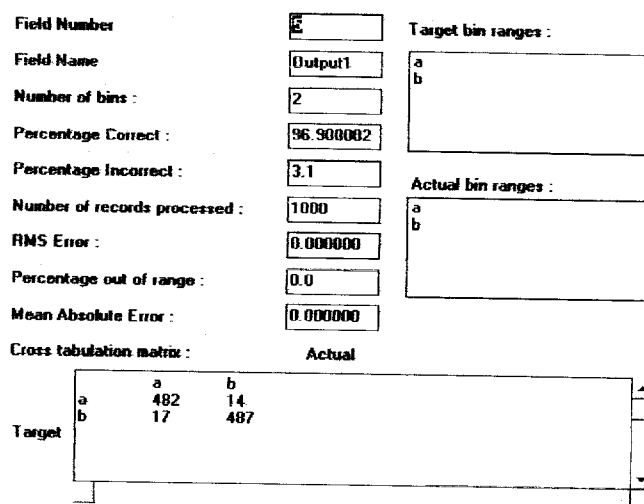 Field Number
Field Name Output1
Number of bins : 2
Percentage Correct : 96.900002
Percentage Incorrect : 3.1
Number of records processed : 1000
RMS Error : 0.000000
Percentage out of range : 0.0
Mean Absolute Error : 0.000000
Target bin ranges :
a
b
Actual bin ranges :
a
b
Cross tabulation matrix : Actual
a b
a 482 14
b 17 487
Target